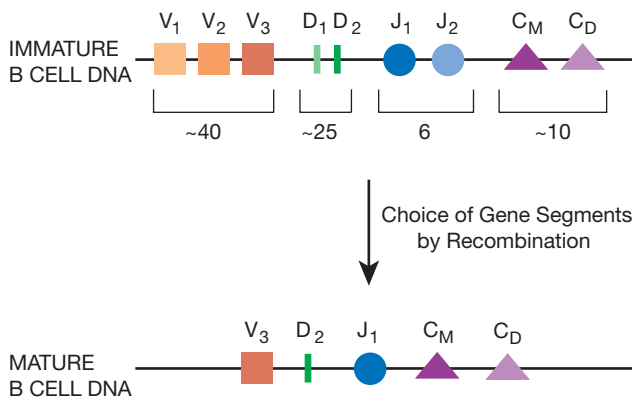 V1 V2 V3 D1 D2 J1 J2 CM CD
IMMATURE
B CELL DNA
~40 ~25 6 ~10
Choice of Gene Segments
by Recombination
V3 D2 J1 CM CD
MATURE
B CELL DNA